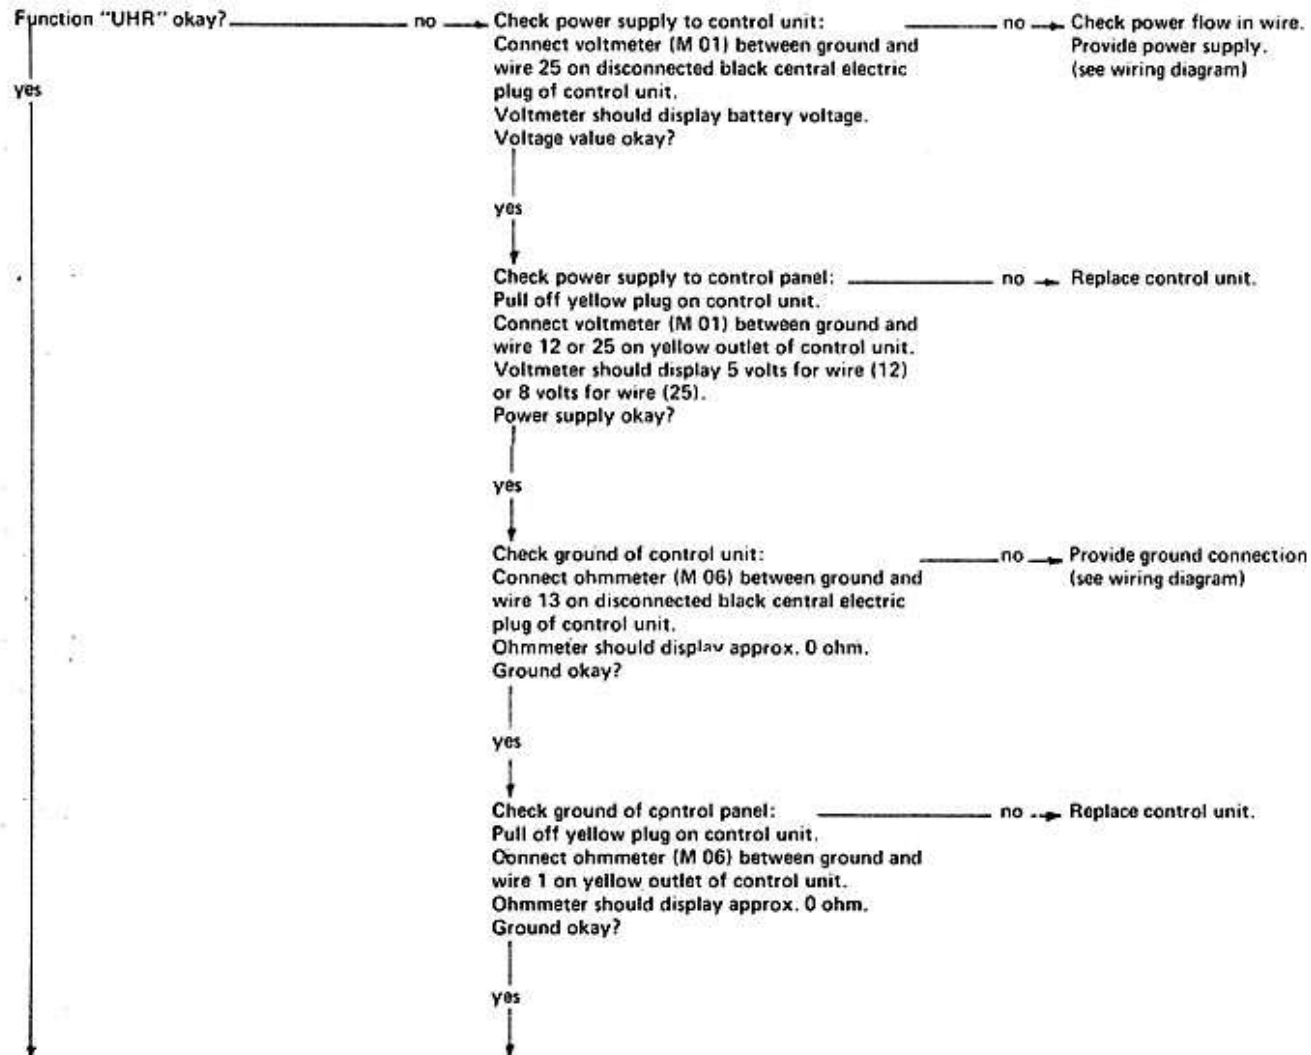 Function "UHR" okay? no Check power supply to control unit: no Check power flow in wire.
Connect voltmeter (M 01) between ground and Provide power supply.
wire 25 on disconnected black central electric (see wiring diagram)
yes plug of control unit.
Voltmeter should display battery voltage.
Voltage value okay?
yes
Check power supply to control panel: no Replace control unit.
Pull off yellow plug on control unit.
Connect voltmeter (M 01) between ground and
wire 12 or 25 on yellow outlet of control unit.
Voltmeter should display 5 volts for wire (12)
or 8 volts for wire (25).
Power supply okay?
yes
Check ground of control unit: no Provide ground connection
Connect ohmmeter (M 06) between ground and (see wiring diagram)
wire 13 on disconnected black central electric
plug of control unit.
Ohmmeter should display approx. 0 ohm.
Ground okay?
yes
Check ground of control panel: no Replace control unit.
Pull off yellow plug on control unit.
Connect ohmmeter (M 06) between ground and
wire 1 on yellow outlet of control unit.
Ohmmeter should display approx. 0 ohm.
Ground okay?
yes